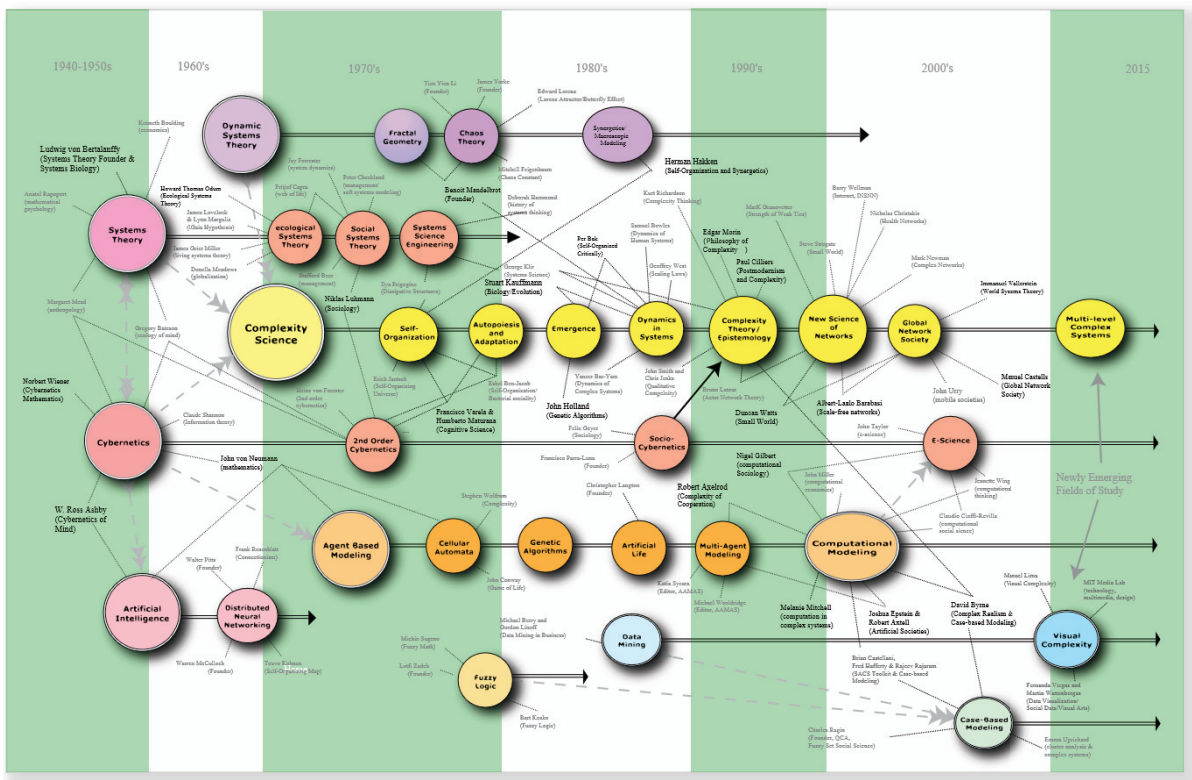 1940-1950s
1960's
1970's
1980's
1990's
2000's
2015
Tien Yien Li
(Founder)
James Yorke
(Founder)
Edward Lorenz
(Lorenz Attractor/Butterfly Effect)
Kenneth Boulding
(economics)
Dynamic
Systems
Theory
Fractal
Geometry
Chaos
Theory
Synergetics/
Macroscopic
Modeling
Ludwig von Bertalanffy
(Systems Theory Founder &
Systems Biology)
Jay Forrester
(system dynamics)
Peter Checkland
(management/
soft systems modeling)
Mitchell Feigenbaum
(Chaos Constant)
Herman Hakken
(Self-Organization and Synergetics)
Anatol Rapoport
(mathematical
psychology)
Howard Thomas Odum
(Ecological Systems
Theory)
Fritjof Capra
(web of life)
Benoit Mandelbrot
(Founder)
Deborah Hammond
(history of
systems thinking)
Kurt Richardson
(Complexity Thinking)
Mark Granovetter
(Strength of Weak Ties)
Barry Wellman
(Internet, INSNN)
Nicholas Christakis
(Health Networks)
James Lovelock
& Lynn Margulis
(GIaia Hypothesis)
Systems
Theory
ecological
Systems
Theory
Social
Systems
Theory
Systems
Science
Engineering
Per Bak
(Self-Organized
Critically)
Samuel Bowles
(Dynamics of
Human Systems)
Edgar Morin
(Philosophy of
Complexity )
Steve Strogatz
(Small World)
James Grier Miller
(living systems theory)
Donella Meadows
(globalization)
Stafford Beer
(management)
Ilya Prigogine
(Dissipative Structures)
George Klir
(Systems Science)
Geoffrey West
(Scaling Laws)
Paul Cilliers
(Postmodernism
and Complexity)
Mark Newman
(Complex Networks)
Stuart Kauffmann
(Biology/Evolution)
Immanuel Vallerstein
(World Systems Theory)
Margaret Mead
(anthropology)
Niklas Luhmann
(Sociology)
Gregory Bateson
(ecology of mind)
Complexity
Science
Self-
Organization
Autopoiesis
and
Adaptation
Emergence
Dynamics
in
Systems
Complexity
Theory/
Epistemology
New Science
of
Networks
Global
Network
Society
Multi-level
Complex
Systems
Norbert Wiener
(Cybernetics
Mathematics)
Heinz von Foerster
(2nd order
cybernetics)
Erich Jantsch
(Self-Organizing
Universe)
Eshel Ben-Jacob
(Self-Organization/
Bacterial sociality)
Yaneer Bar-Yam
(Dynamics of
Complex Systems)
John Smith and
Chris Jenks
(Qualitative
Complexity)
Bruno Latour
(Actor Network Theory)
Manuel Castells
(Global Network
Society)
John Urry
(mobile societies)
Claude Shannon
(Information theory)
Francisco Varela &
Humberto Maturana
(Cognitive Science)
John Holland
(Genetic Algorithms)
Duncan Watts
(Small World)
Albert-Lazlo Barabasi
(Scale-free networks)
Felix Geyer
(Sociology)
John Taylor
(e-science)
Cybernetics
2nd Order
Cybernetics
Socio-
Cybernetics
E-Science
John von Neumann
(mathematics)
Francisco Parra-Luna
(Founder)
Nigel Gilbert
(computational
Sociology)
John Miller
(computational
economics)
Jeanette Wing
(computational
thinking)
Newly Emerging
Fields of Study
Stephen Wolfram
(Complexity)
Christopher Langton
(Founder)
Robert Axelrod
(Complexity of
Cooperation)
W. Ross Ashby
(Cybernetics of
Mind)
Claudio Cioffi-Revilla
(computational
social science)
Agent Based
Modeling
Cellular
Automata
Genetic
Algorithms
Artificial
Life
Multi-Agent
Modeling
Computational
Modeling
Walter Pitts
(Founder)
Frank Rosenblatt
(Connectionism)
John Conway
(Game of Life)
Katia Sycara
(Editor, AAMAS)
Michael Wooldridge
(Editor, AAMAS)
Manuel Lima
(Visual Complexity)
MIT Media Lab
(technology,
multimedia, design)
Artificial
Intelligence
Distributed
Neural
Networking
Melanie Mitchell
(computation in
complex systems)
Joshua Epstein &
Robert Axtell
(Artificial Societies)
David Byrne
(Complex Realism &
Case-based Modeling)
Michael Berry and
Gordon Linoff
(Data Mining in Business)
Data
Mining
Visual
Complexity
Michio Sugeno
(Fuzzy Math)
Warren McCulloch
(Founder)
Teuvo Kohonen
(Self-Organizing Map)
Lotfi Zadeh
(Founder)
Fuzzy
Logic
Brian Castellani,
Fred Hafferty & Rajeev Rajaram
(SACS Toolkit & Case-based
Modeling)
Fernanda Viegas and
Martin Wattenberger
(Data Visualization/
Social Data/Visual Arts)
Bart Kosko
(Fuzzy Logic)
Charles Ragin
(Founder, QCA,
Fuzzy Set Social Science)
Case-Based
Modeling
Emma Uprichard
(cluster analysis &
complex systems)